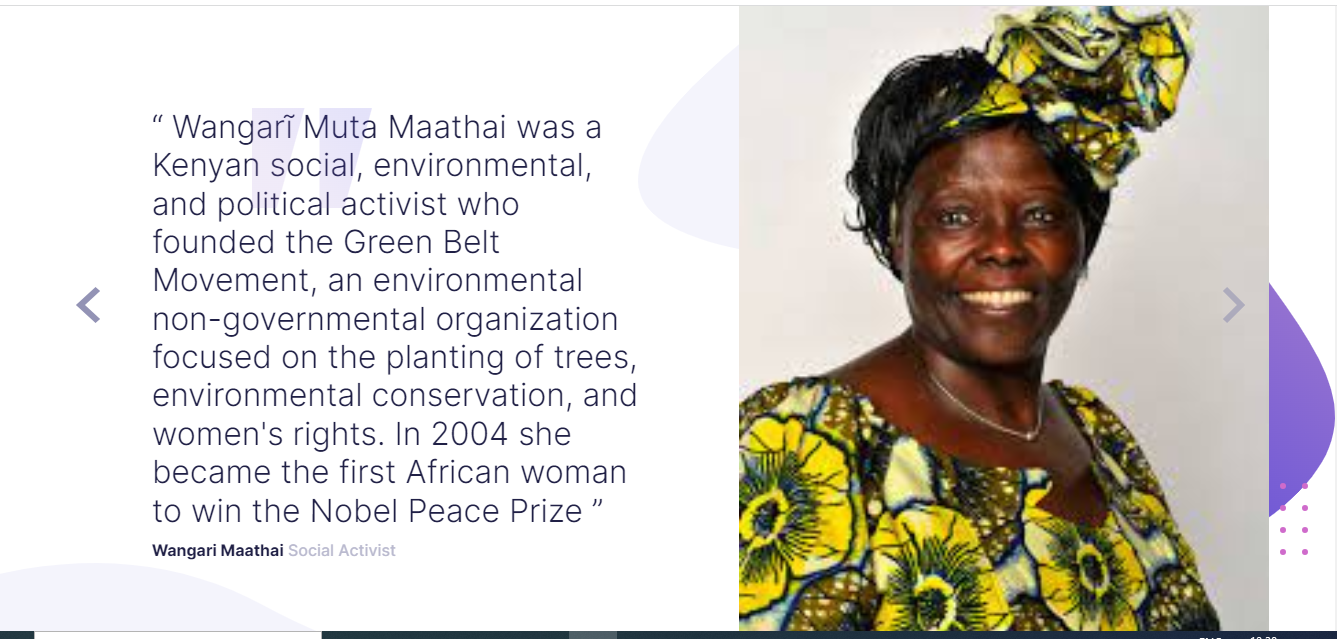 “ Wangarĩ Muta Maathai was a
Kenyan social, environmental,
and political activist who
founded the Green Belt
Movement, an environmental
non-governmental organization
focused on the planting of trees,
environmental conservation, and
women's rights. In 2004 she
became the first African woman
to win the Nobel Peace Prize ”
Wangari Maathai Social Activist